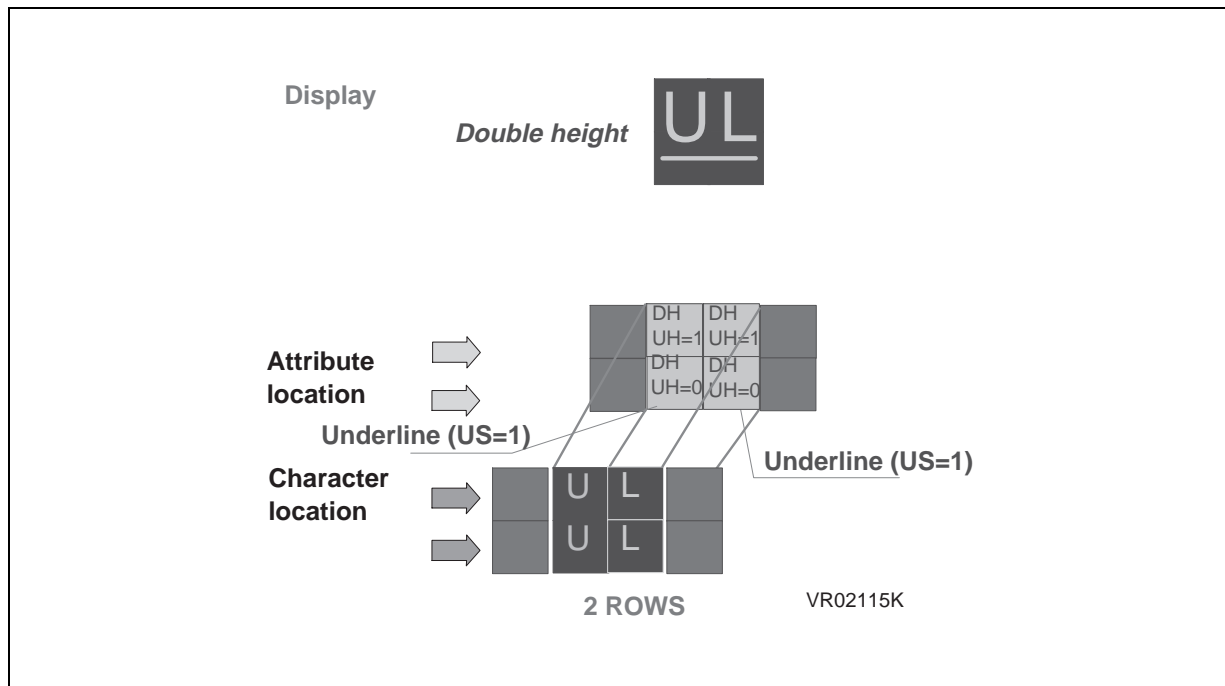 Display
UL
Double height
DH DH
UH=1 UH=1
DH DH
UH=0 UH=0
Attribute
location
Underline (US=1)
Underline (US=1)
Character
location
U L
U L
2 ROWS
VR02115K